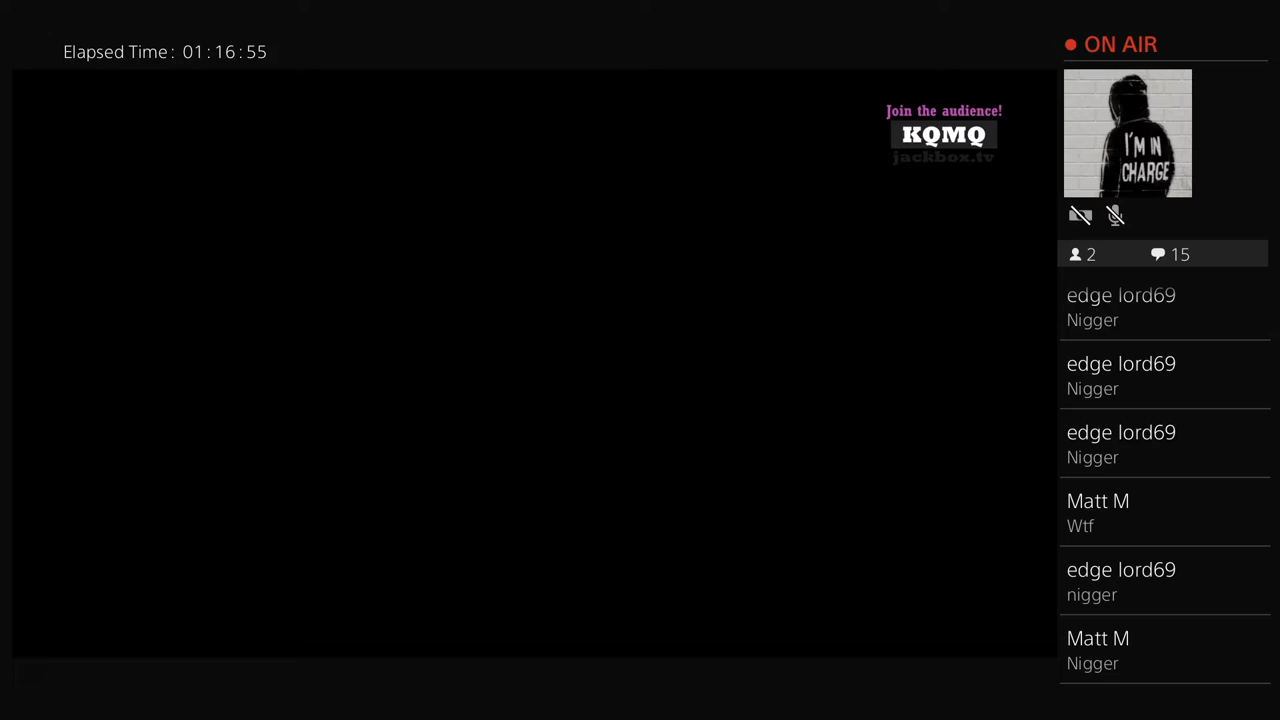 Elapsed Time: 01:16:55
ON AIR
Join the audience!
KQMQ
jackbox.tv
I'M IN
CHARGE
2
15
edge lord69
Nigger
edge lord69
Nigger
edge lord69
Nigger
Matt M
Wtf
edge lord69
nigger
Matt M
Nigger